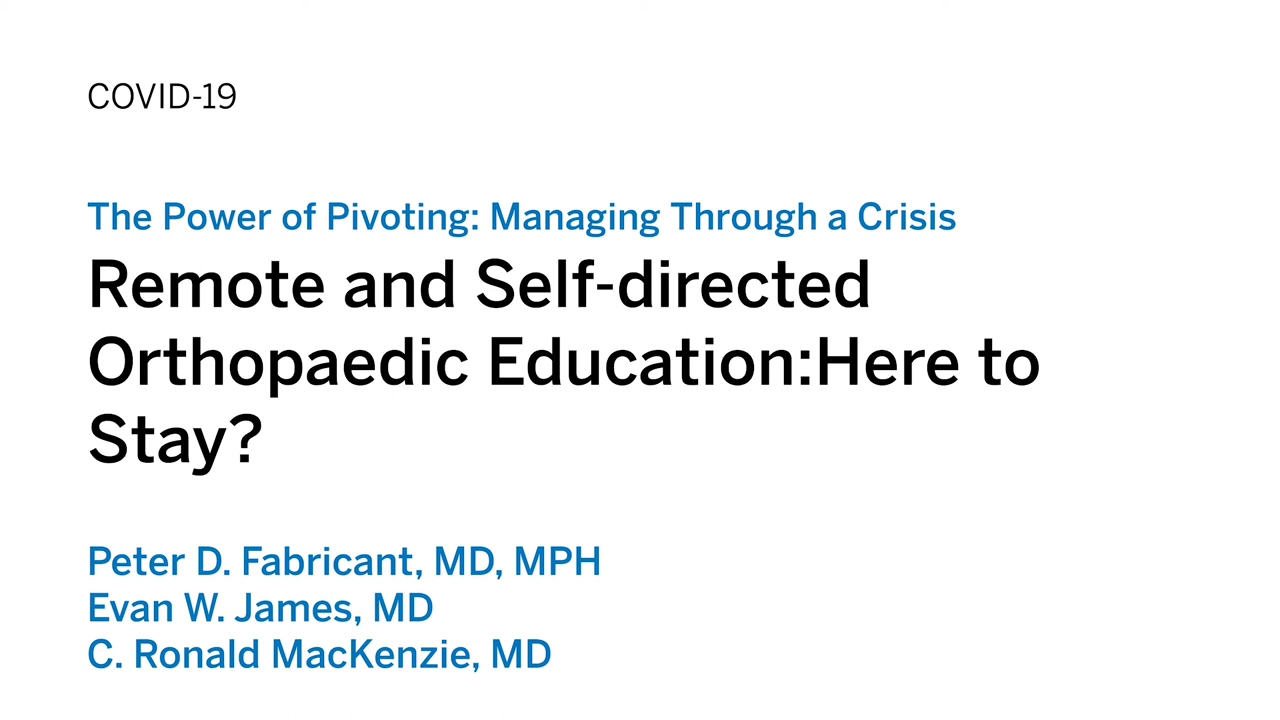 COVID-19
The Power of Pivoting: Managing Through a Crisis
Remote and Self-directed
Orthopaedic Education:Here to
Stay?
Peter D. Fabricant, MD, MPH
Evan W. James, MD
C. Ronald MacKenzie, MD